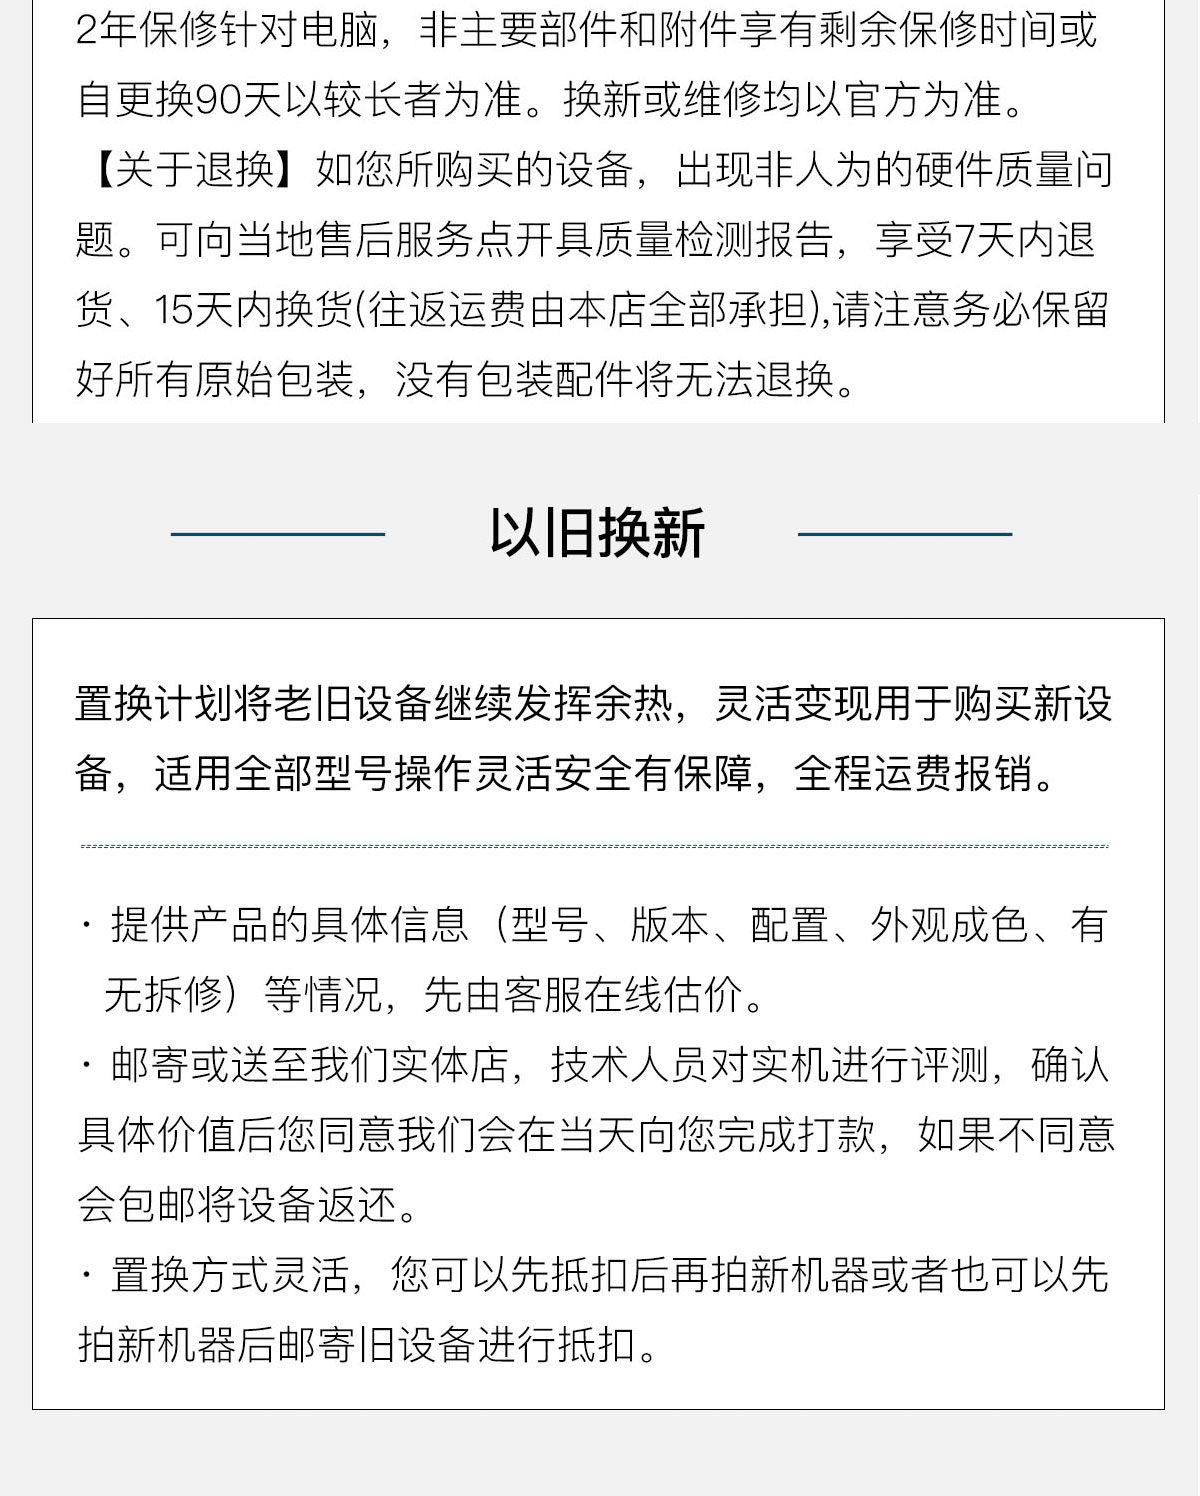 2年保修针对电脑，非主要部件和附件享有剩余保修时间或
自更换90天以较长者为准。换新或维修均以官方为准。
【关于退换】如您所购买的设备，出现非人为的硬件质量问
题。可向当地售后服务点开具质量检测报告，享受7天内退
货、15天内换货(往返运费由本店全部承担),请注意务必保留
好所有原始包装，没有包装配件将无法退换。
以旧换新
置换计划将老旧设备继续发挥余热，灵活变现用于购买新设
备，适用全部型号操作灵活安全有保障，全程运费报销。
· 提供产品的具体信息（型号、版本、配置、外观成色、有
无拆修）等情况，先由客服在线估价。
· 邮寄或送至我们实体店，技术人员对实机进行评测，确认
具体价值后您同意我们会在当天向您完成打款，如果不同意
会包邮将设备返还。
· 置换方式灵活，您可以先抵扣后再拍新机器或者也可以先
拍新机器后邮寄旧设备进行抵扣。